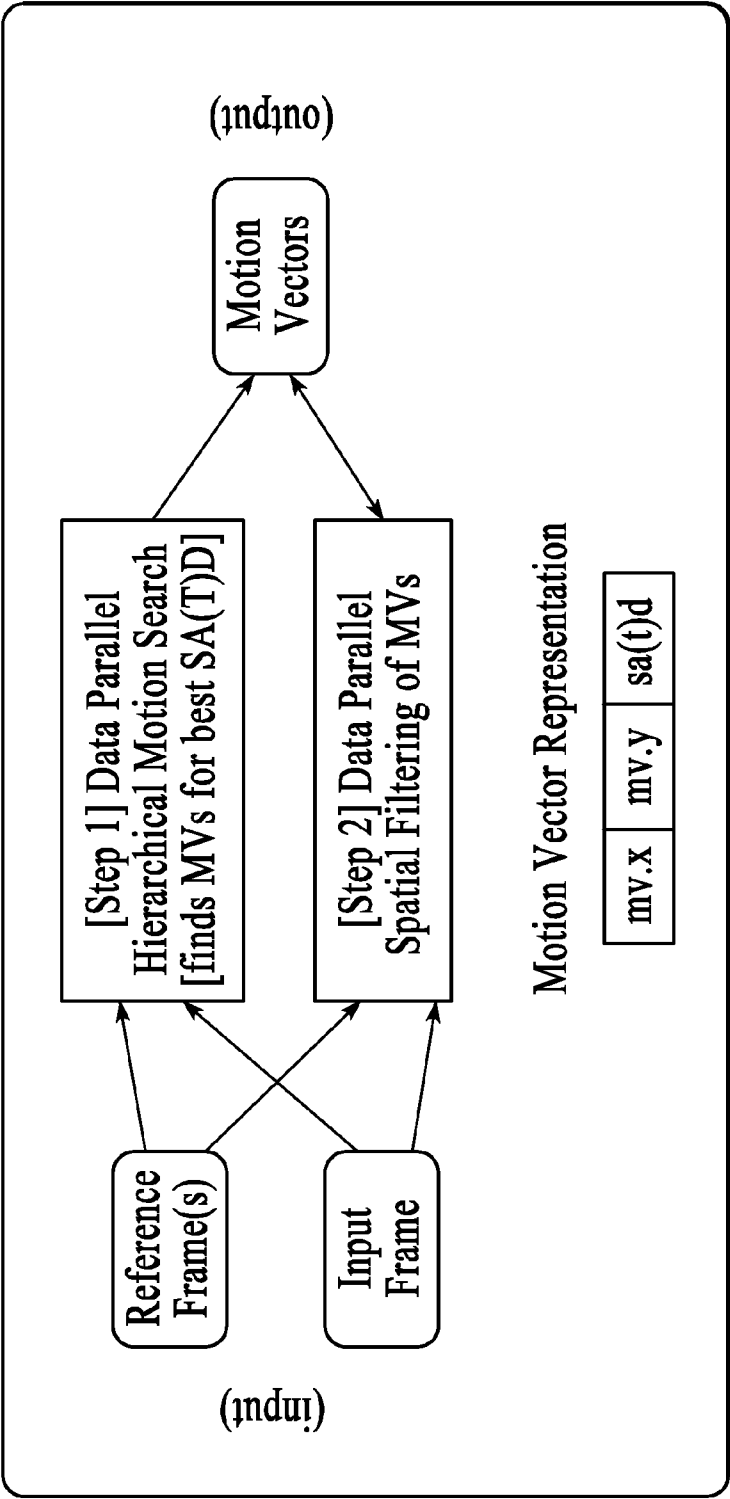 (input)
Reference
Frame(s)
Input
Frame
[Step 1] Data Parallel
Hierarchical Motion Search
[finds MVs for best SA(T)D]
[Step 2] Data Parallel
Spatial Filtering of MVs
Motion
Vectors
(output)
Motion Vector Representation
mv.x mv.y sa(t)d